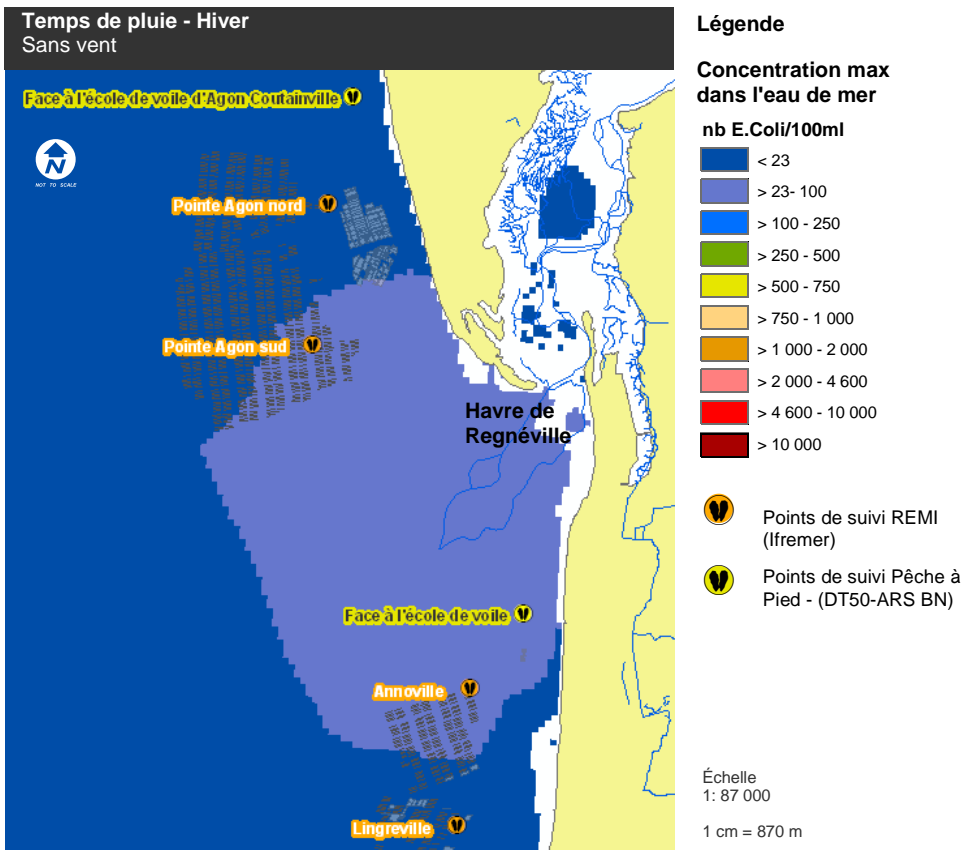 Temps de pluie - Hiver
Sans vent
Face à l'école de voile d'Agon Coutainville
N
NOT TO SCALE
Pointe Agon nord
Pointe Agon sud
Havre de
Regnéville
Face à l'école de voile
Annoville
Lingreville
Légende
Concentration max
dans l'eau de mer
nb E.Coli/100ml
< 23
> 23- 100
> 100 - 250
> 250 - 500
> 500 - 750
> 750 - 1 000
> 1 000 - 2 000
> 2 000 - 4 600
> 4 600 - 10 000
> 10 000
Points de suivi REMI
(Ifremer)
Points de suivi Pêche à
Pied - (DT50-ARS BN)
Échelle
1: 87 000
1 cm = 870 m